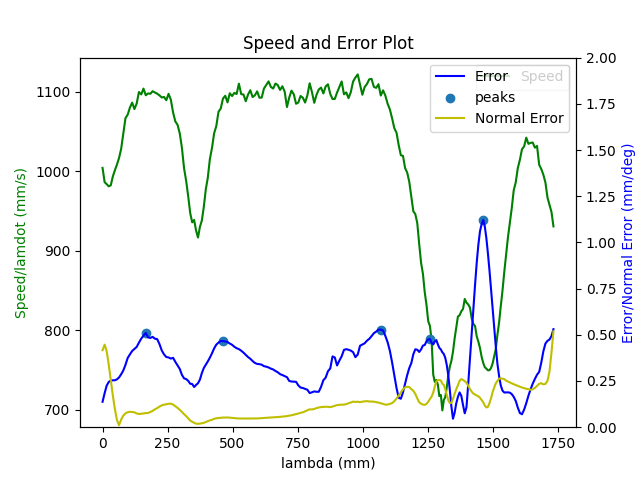 Speed and Error Plot
Error
Speed
peaks
Normal Error
Speed/lamdot (mm/s)
1100
1000
900
800
700
2.00
1.75
1.50
1.25
1.00
0.75
0.50
0.25
0.00
Error/Normal Error (mm/deg)
0 250 500 750 1000 1250 1500 1750
lambda (mm)